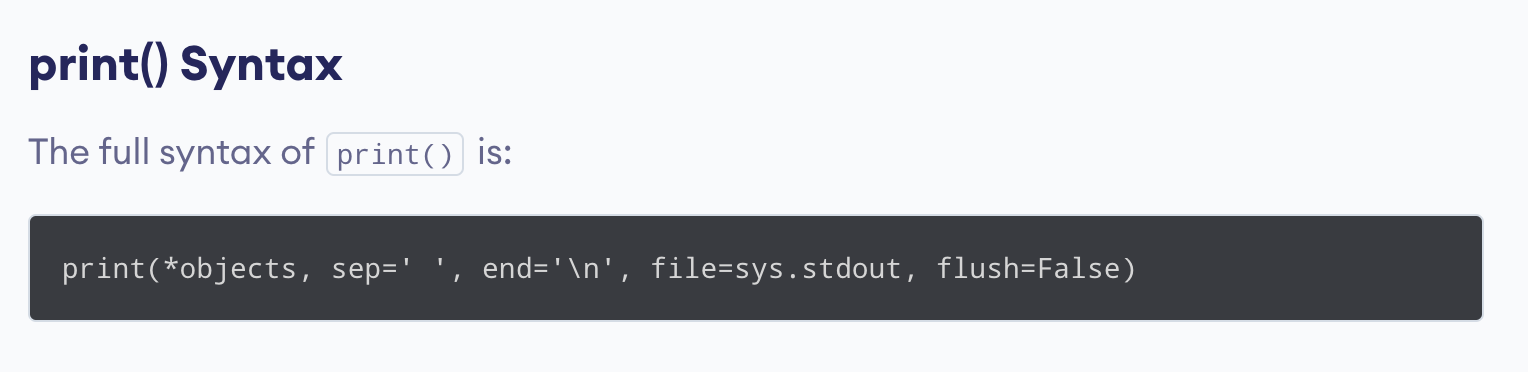 print() Syntax
The full syntax of print() is:
print(*objects, sep=' ', end='\n', file=sys.stdout, flush=False)